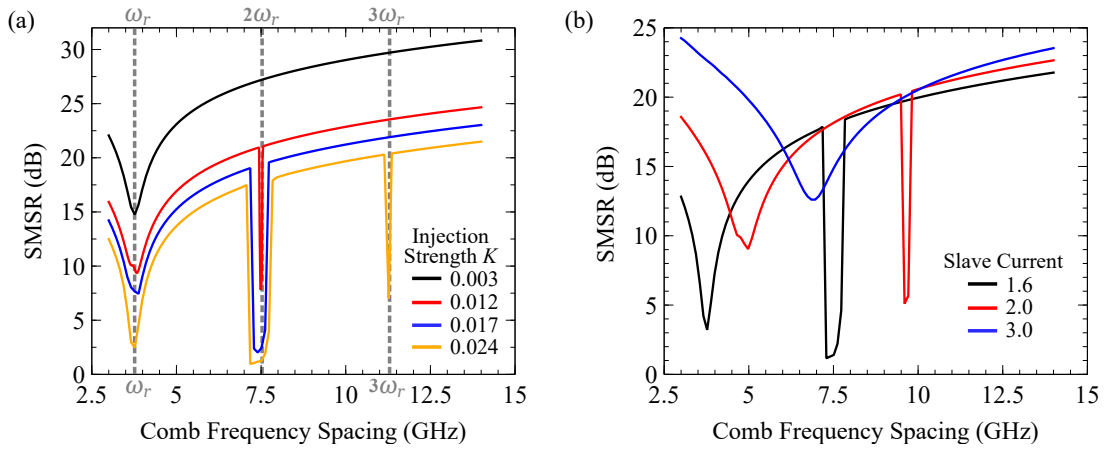 (a)
ωr 2ωr 3ωr
30
25
20
15
10
5
0
SMSR (dB)
Injection
Strength K
0.003
0.012
0.017
0.024
ωr 3ωr
2.5 5 7.5 10 12.5 15
Comb Frequency Spacing (GHz)
(b)
25
20
15
10
5
0
SMSR (dB)
Slave Current
1.6
2.0
3.0
2.5 5 7.5 10 12.5 15
Comb Frequency Spacing (GHz)